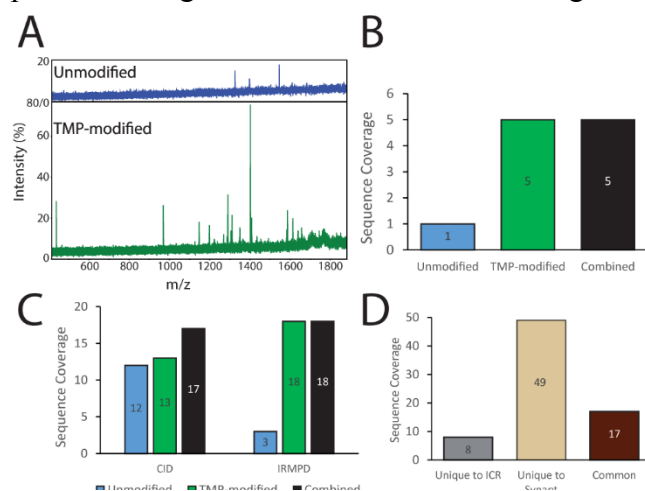 A
B
20
Unmodified
80/0
60
40
20
0
TMP-modified
Intensity (%)
600 800 1000 1200 1400 1600 1800
m/z
Sequence Coverage
6
5
4
3
2
1
0
1
5
5
Unmodified TMP-modified Combined
C
D
Sequence Coverage
20
15
10
5
0
12
13
17
3
18
18
CID IRMPD
Unmodified TMP-modified Combined
Sequence Coverage
50
40
30
20
10
0
8
49
17
Unique to ICR Unique to Common